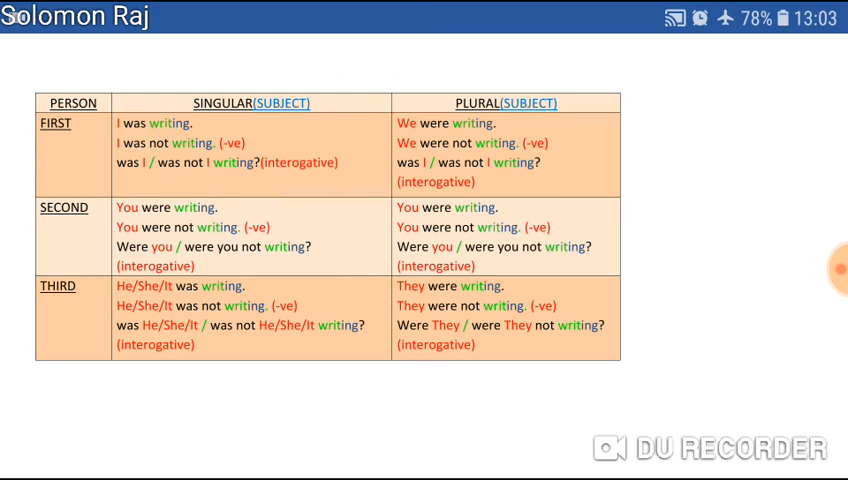 Solomon Raj
78% 13:03
PERSON SINGULAR(SUBJECT) PLURAL(SUBJECT)
FIRST
I was writing.
I was not writing. (-ve)
was I / was not I writing?(interogative)
We were writing.
We were not writing. (-ve)
was I / was not I writing?
(interogative)
SECOND
You were writing.
You were not writing. (-ve)
Were you / were you not writing?
(interogative)
You were writing.
You were not writing. (-ve)
Were you / were you not writing?
(interogative)
THIRD
He/She/It was writing.
He/She/It was not writing. (-ve)
was He/She/It / was not He/She/It writing?
(interogative)
They were writing.
They were not writing. (-ve)
Were They / were They not writing?
(interogative)
DU RECORDER